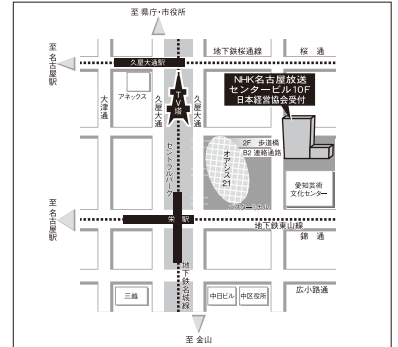 至 県庁・市役所
至 名古屋駅
地下鉄桜通線
桜 通
久屋大通駅
大津通
アネックス
久屋大通
TV塔
久屋大通
NHK名古屋放送
センタービル10F
日本経営協会受付
2F 歩道橋
B2 連絡通路
オアシス21
セントラルパーク
愛知芸術
文化センター
バスターミナル
至 名古屋駅
栄 駅
地下鉄東山線
錦 通
地下鉄名城線
三越
中日ビル
中区役所
広小路通
至 金山